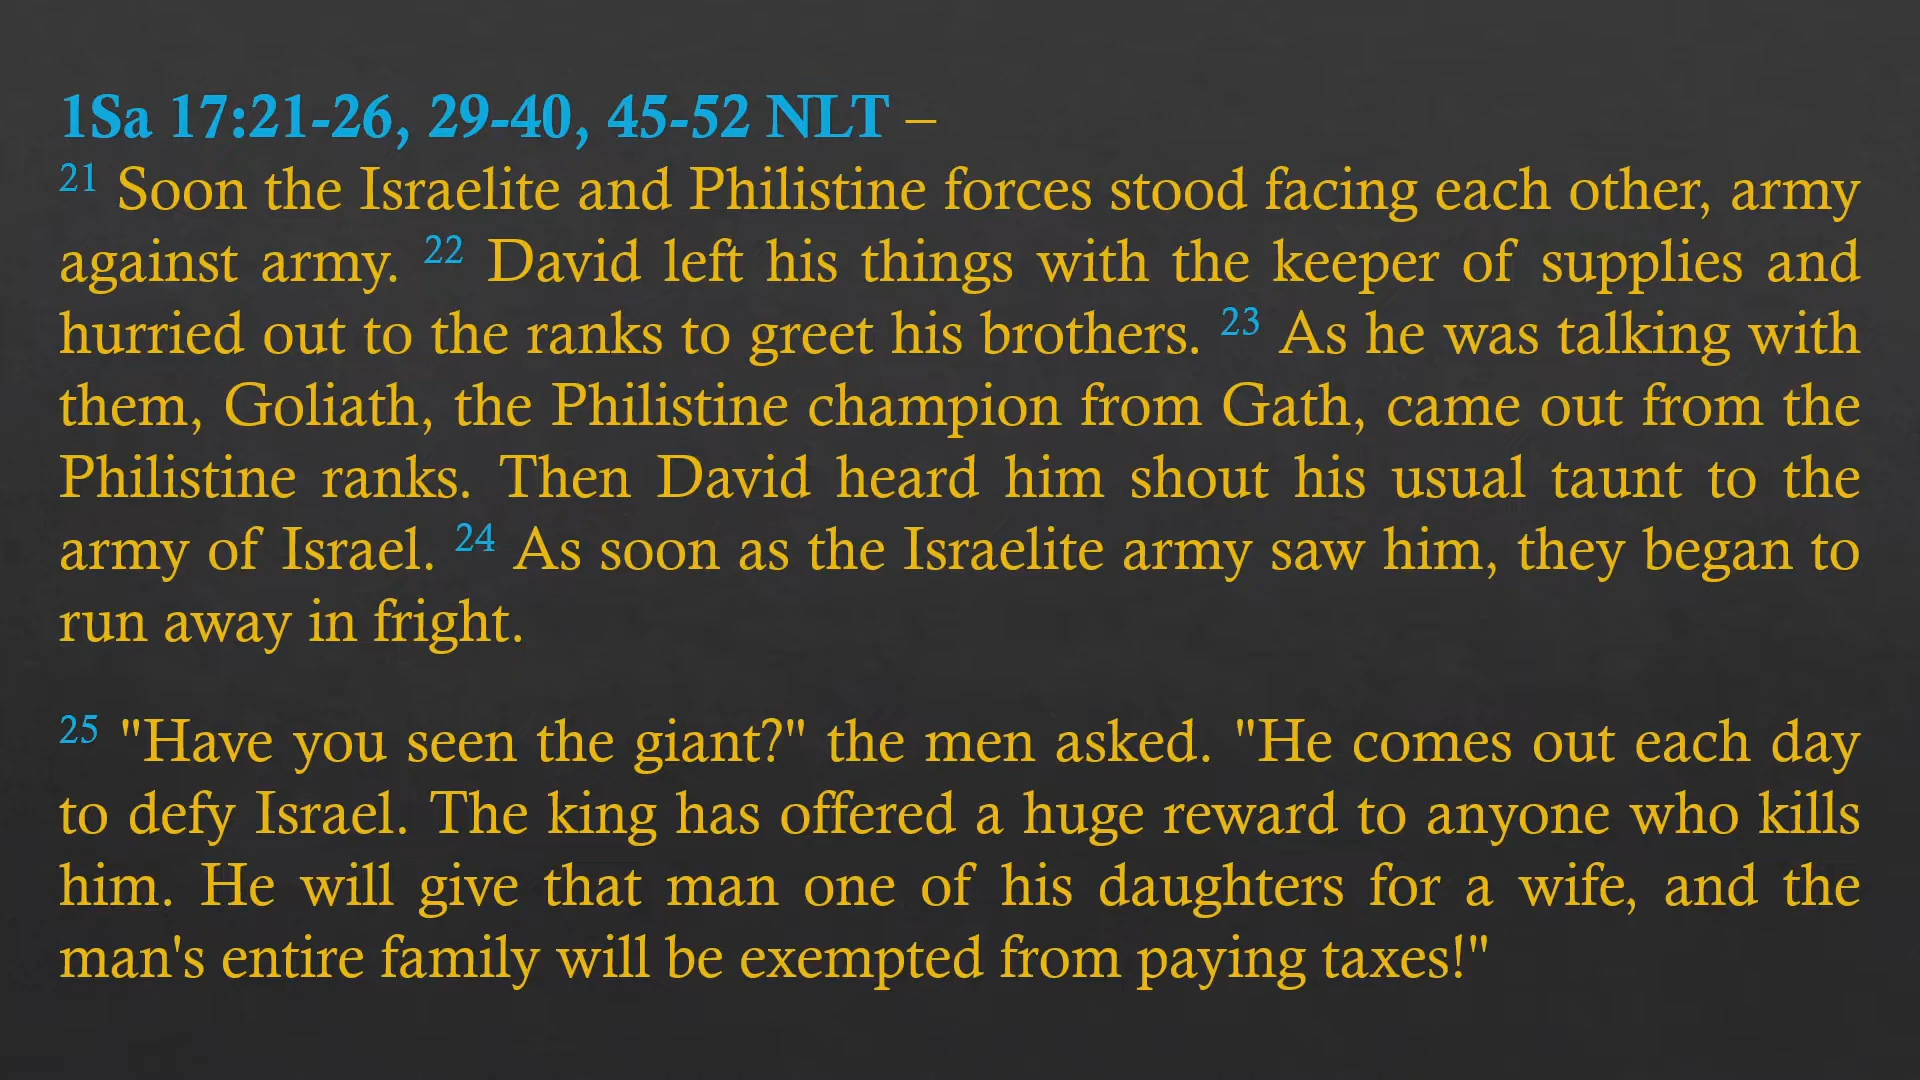 1Sa 17:21-26, 29-40, 45-52 NLT –
21 Soon the Israelite and Philistine forces stood facing each other, army
against army. 22 David left his things with the keeper of supplies and
hurried out to the ranks to greet his brothers. 23 As he was talking with
them, Goliath, the Philistine champion from Gath, came out from the
Philistine ranks. Then David heard him shout his usual taunt to the
army of Israel. 24 As soon as the Israelite army saw him, they began to
run away in fright.
25 "Have you seen the giant?" the men asked. "He comes out each day
to defy Israel. The king has offered a huge reward to anyone who kills
him. He will give that man one of his daughters for a wife, and the
man's entire family will be exempted from paying taxes!"